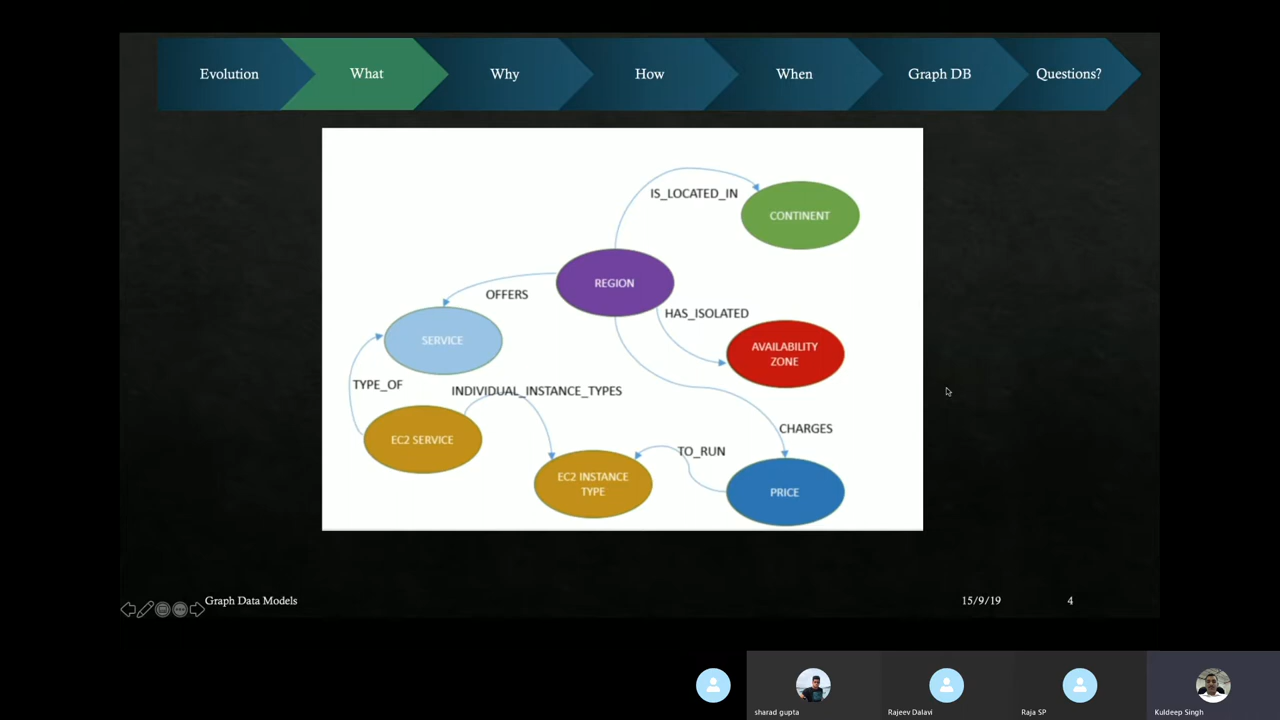 Evolution
What
Why
How
When
Graph DB
Questions?
IS_LOCATED_IN
CONTINENT
REGION
OFFERS
HAS_ISOLATED
SERVICE
AVAILABILITY
ZONE
TYPE_OF
INDIVIDUAL_INSTANCE_TYPES
CHARGES
EC2 SERVICE
TO_RUN
EC2 INSTANCE
TYPE
PRICE
Graph Data Models
15/9/19
4
sharad gupta
Rajeev Dalavi
Raja SP
Kuldeep Singh